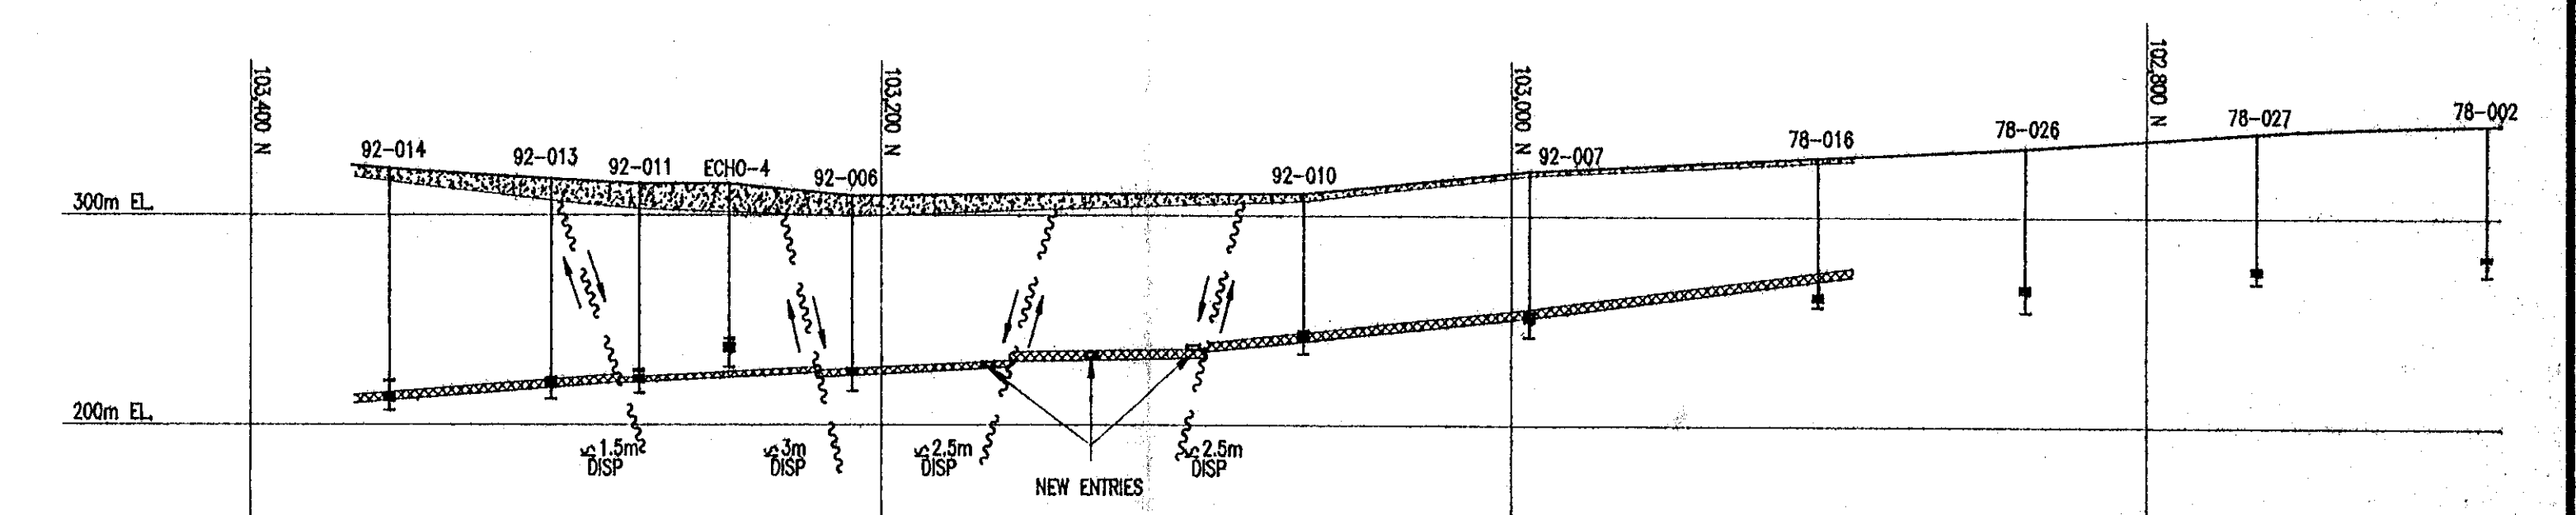 103,400 N
103,200 N
103,000 N
102,800 N
92-014
92-013
92-011
ECHO-4
92-006
92-010
92-007
78-016
78-026
78-027
78-002
300m EL.
200m EL.
≤ 1.5m
DISP
≤ 3m
DISP
≤ 2.5m
DISP
≤ 2.5m
DISP
NEW ENTRIES